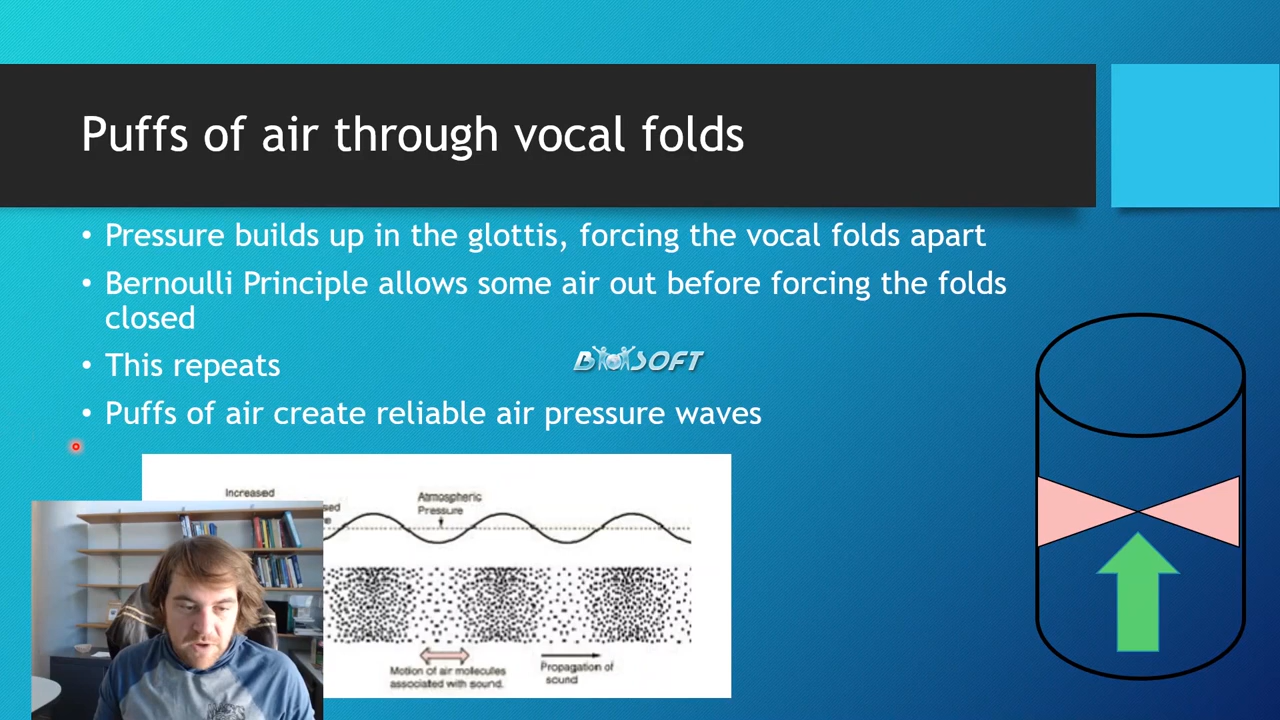 Puffs of air through vocal folds
• Pressure builds up in the glottis, forcing the vocal folds apart
• Bernoulli Principle allows some air out before forcing the folds
closed
• This repeats
BIOSOFT
• Puffs of air create reliable air pressure waves
Increased
Atmospheric
Pressure
Motion of air molecules
associated with sound.
Propagation of
sound